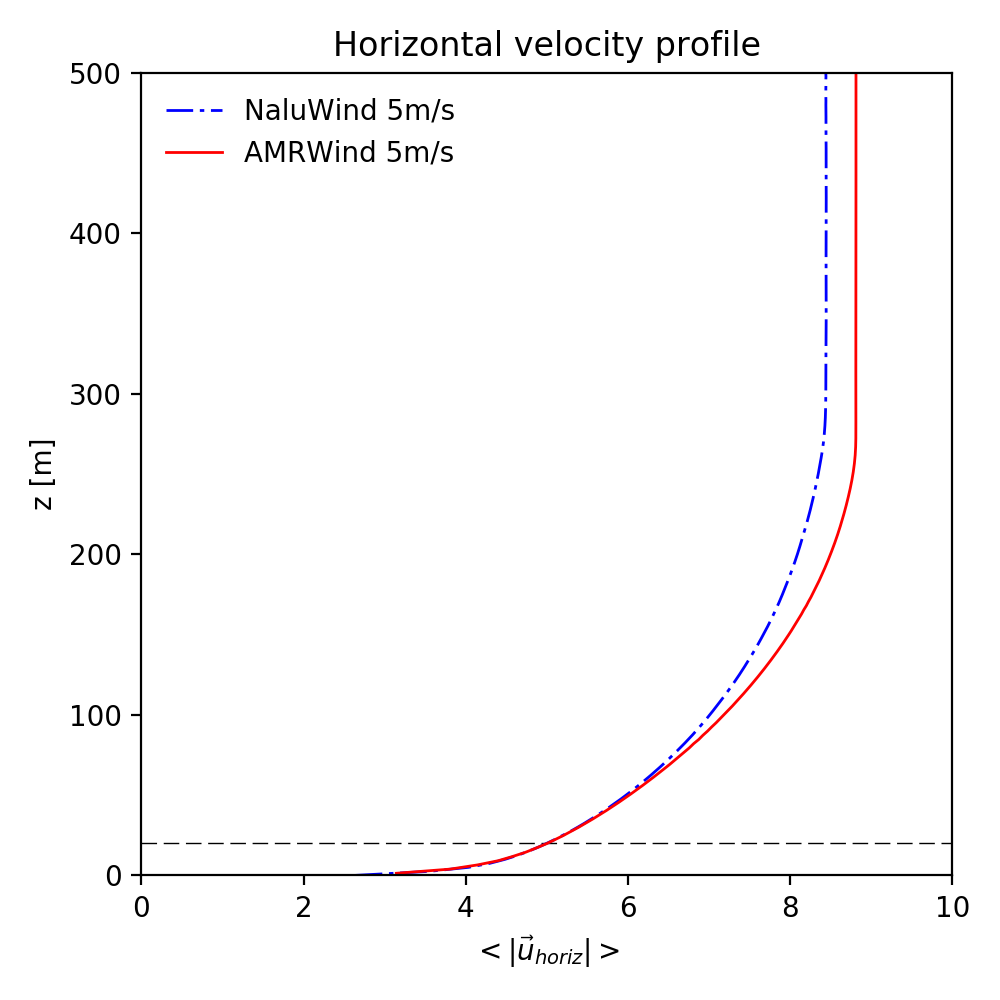 Horizontal velocity profile
NaluWind 5m/s
AMRWind 5m/s
500
400
300
200
100
0
z [m]
0 2 4 6 8 10
< |u⃗_horiz| >